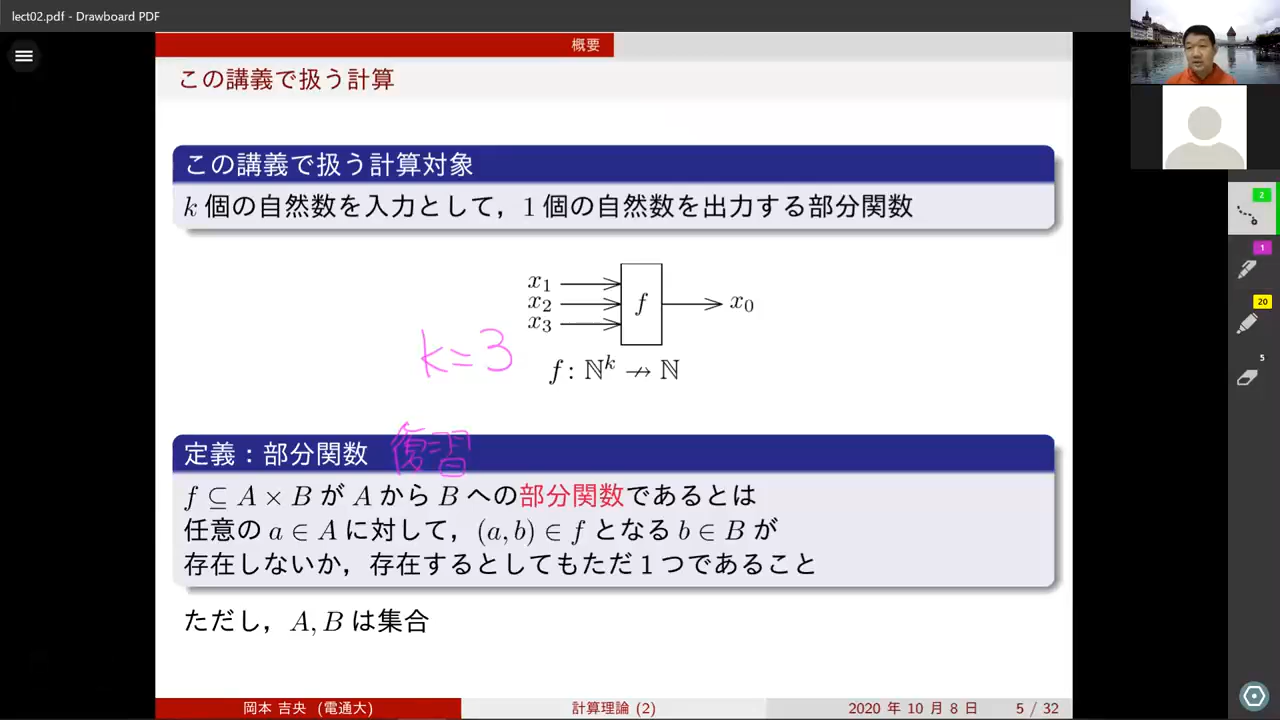 lect02.pdf - Drawboard PDF
概要
この講義で扱う計算
この講義で扱う計算対象
k 個の自然数を入力として，1 個の自然数を出力する部分関数
x₁
x₂
x₃
f
x₀
k=3
f: ℕᵏ ⇸ ℕ
定義：部分関数 復習
f ⊆ A × B が A から B への部分関数であるとは
任意の a ∈ A に対して，(a, b) ∈ f となる b ∈ B が
存在しないか，存在するとしてもただ 1 つであること
ただし，A, B は集合
岡本 吉央 (電通大)
計算理論 (2)
2020 年 10 月 8 日 5 / 32
2
1
20
5